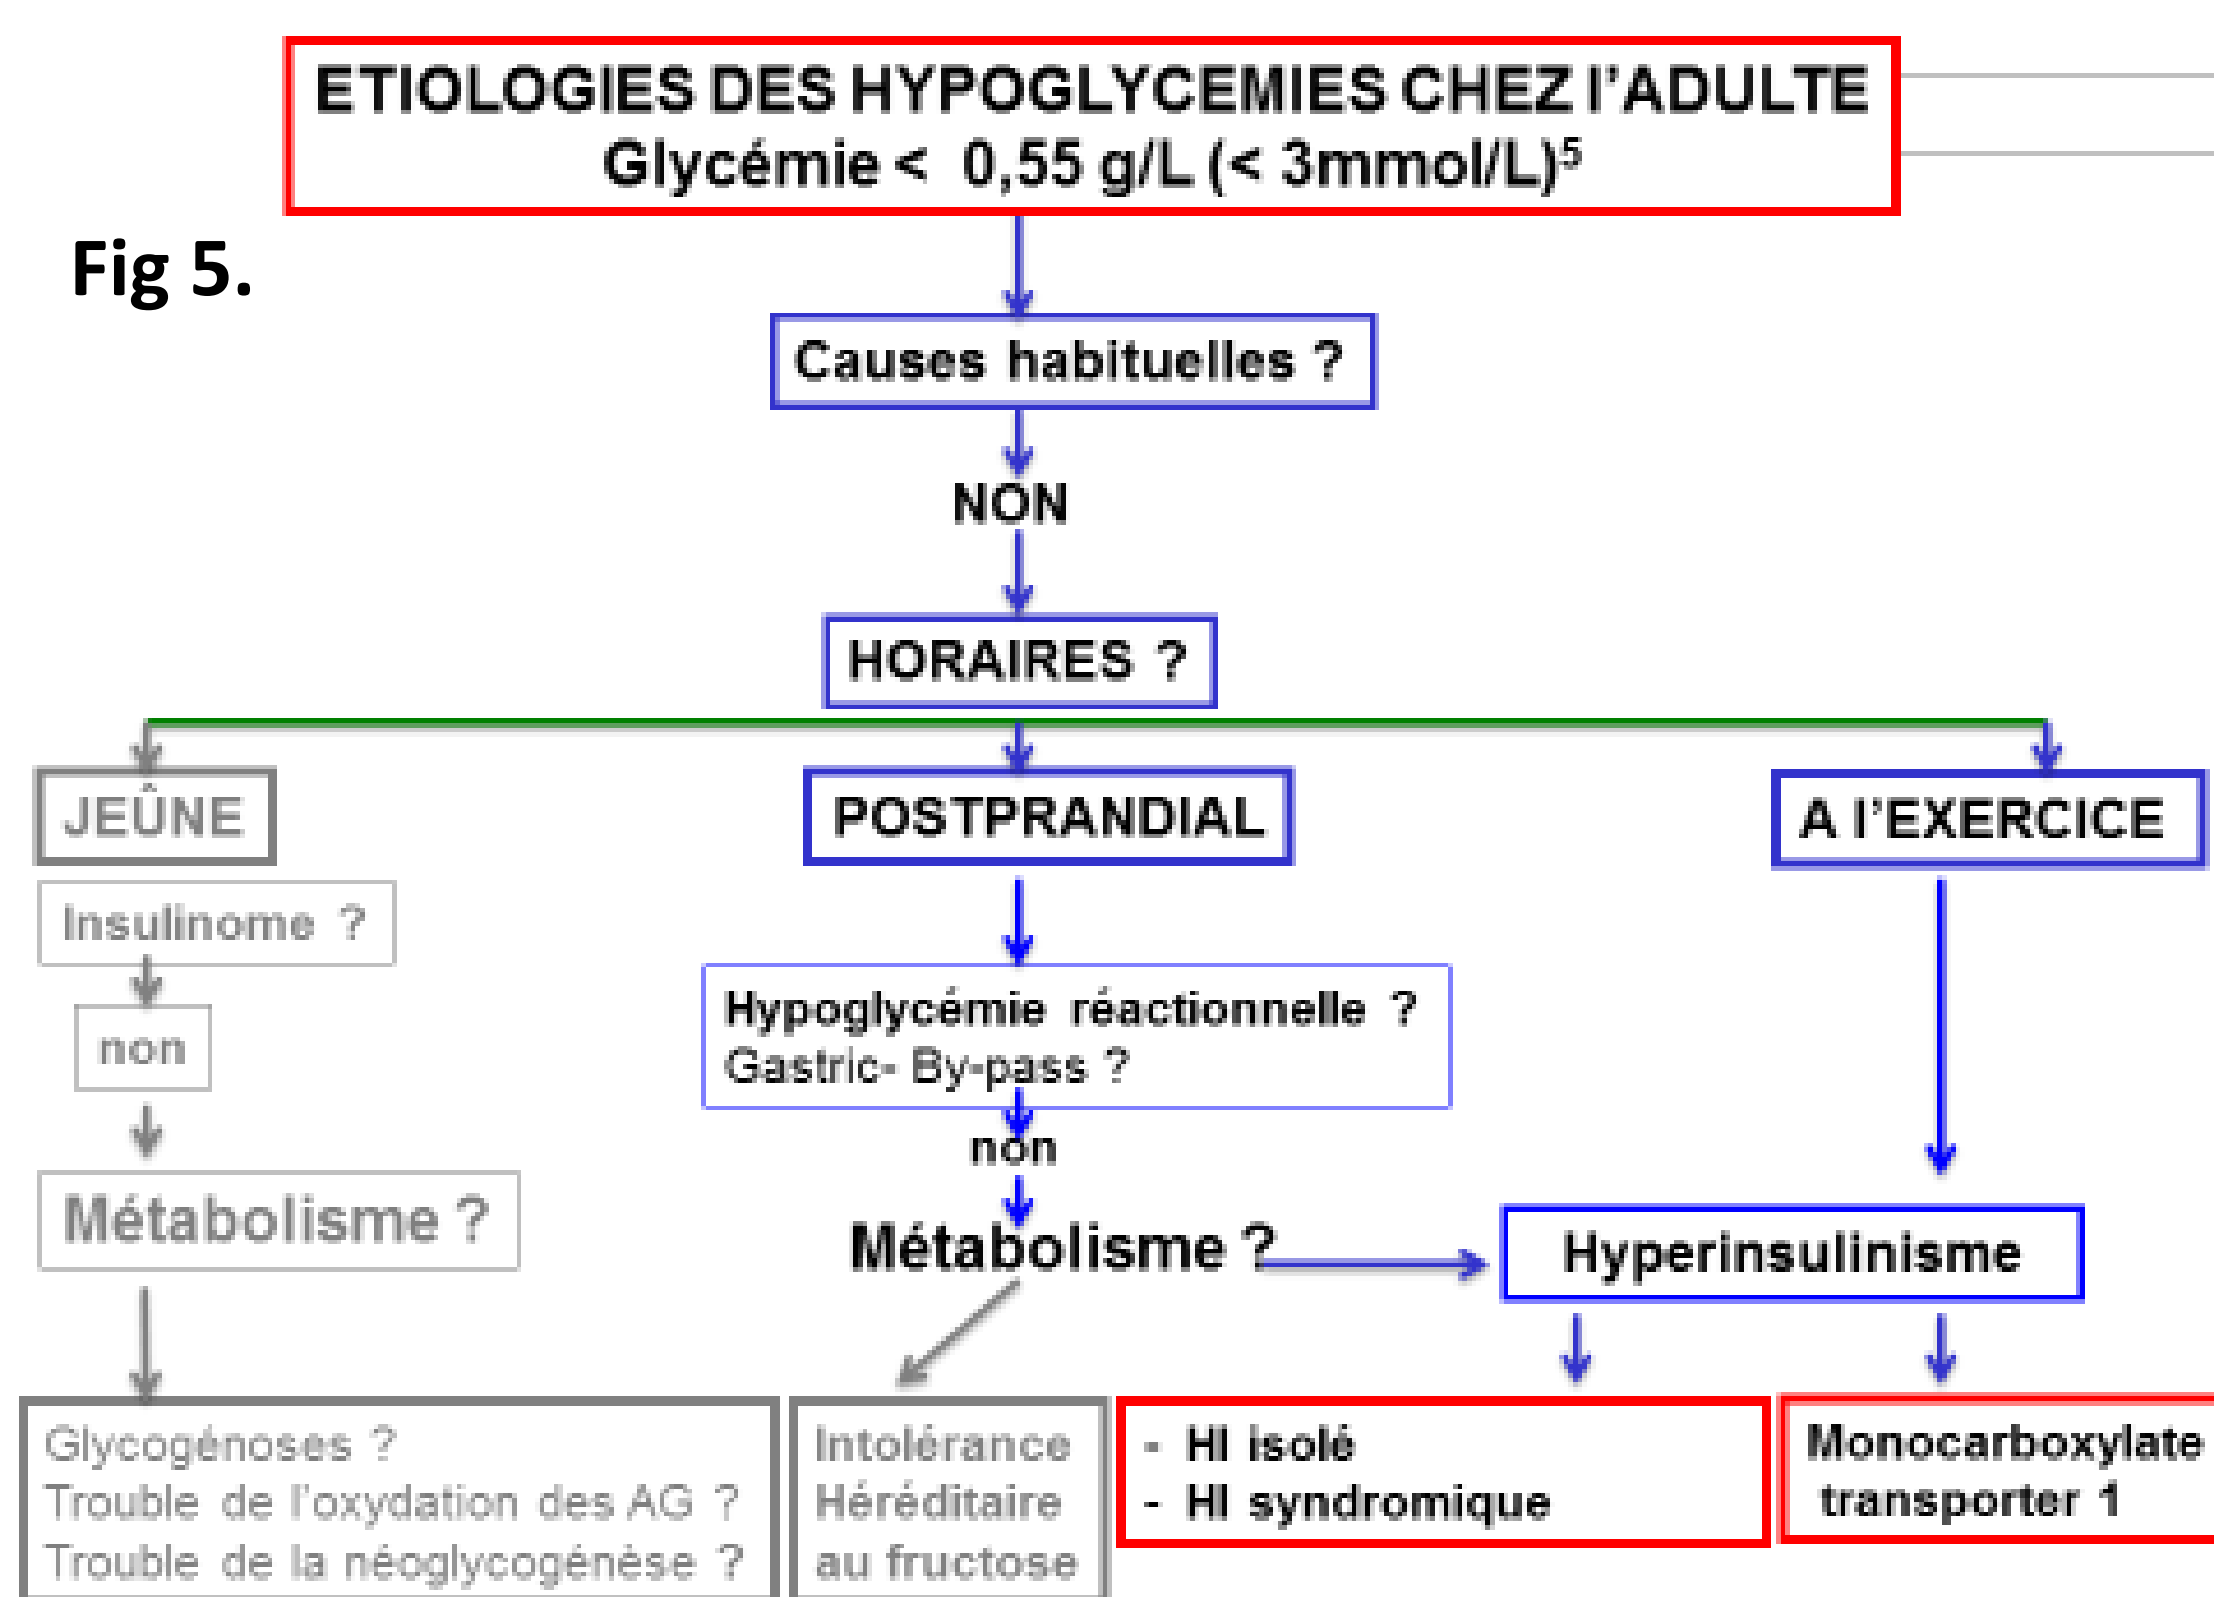 ETIOLOGIES DES HYPOGLYCEMIES CHEZ l’ADULTE
Glycémie < 0,55 g/L (< 3mmol/L)⁵
Fig 5.
Causes habituelles ?
NON
HORAIRES ?
JEÛNE
POSTPRANDIAL
A l’EXERCICE
Insulinome ?
non
Métabolisme ?
Hypoglycémie réactionnelle ?
Gastric- By-pass ?
non
Métabolisme ?
Hyperinsulinisme
Glycogénoses ?
Trouble de l'oxydation des AG ?
Trouble de la néoglycogénèse ?
Intolérance
Héréditaire
au fructose
- HI isolé
- HI syndromique
Monocarboxylate
transporter 1